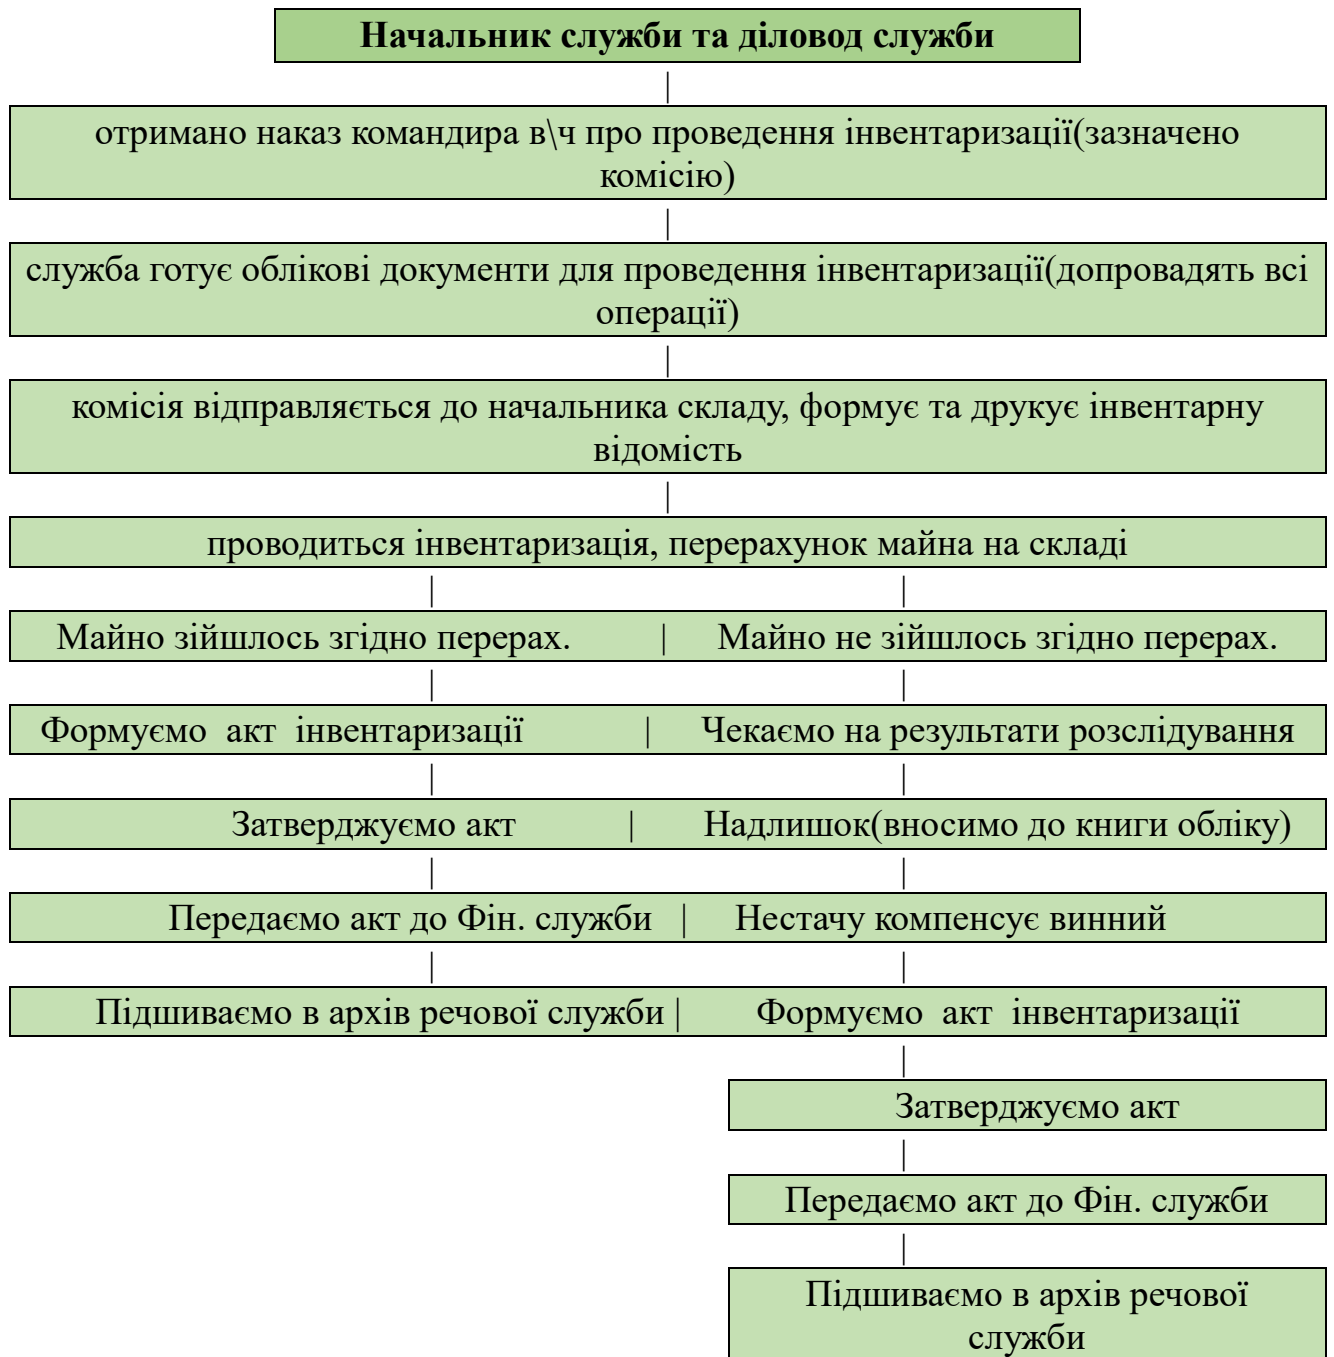 Начальник служби та діловод служби
|
отримано наказ командира в\ч про проведення інвентаризації(зазначено
комісію)
|
служба готує облікові документи для проведення інвентаризації(допровадять всі
операції)
|
комісія відправляється до начальника складу, формує та друкує інвентарну
відомість
|
проводиться інвентаризація, перерахунок майна на складі
| |
Майно зійшлось згідно перерах. | Майно не зійшлось згідно перерах.
| |
Формуємо акт інвентаризації | Чекаємо на результати розслідування
| |
Затверджуємо акт | Надлишок(вносимо до книги обліку)
| |
Передаємо акт до Фін. служби | Нестачу компенсує винний
| |
Підшиваємо в архів речової служби | Формуємо акт інвентаризації
|
Затверджуємо акт
|
Передаємо акт до Фін. служби
|
Підшиваємо в архів речової
служби